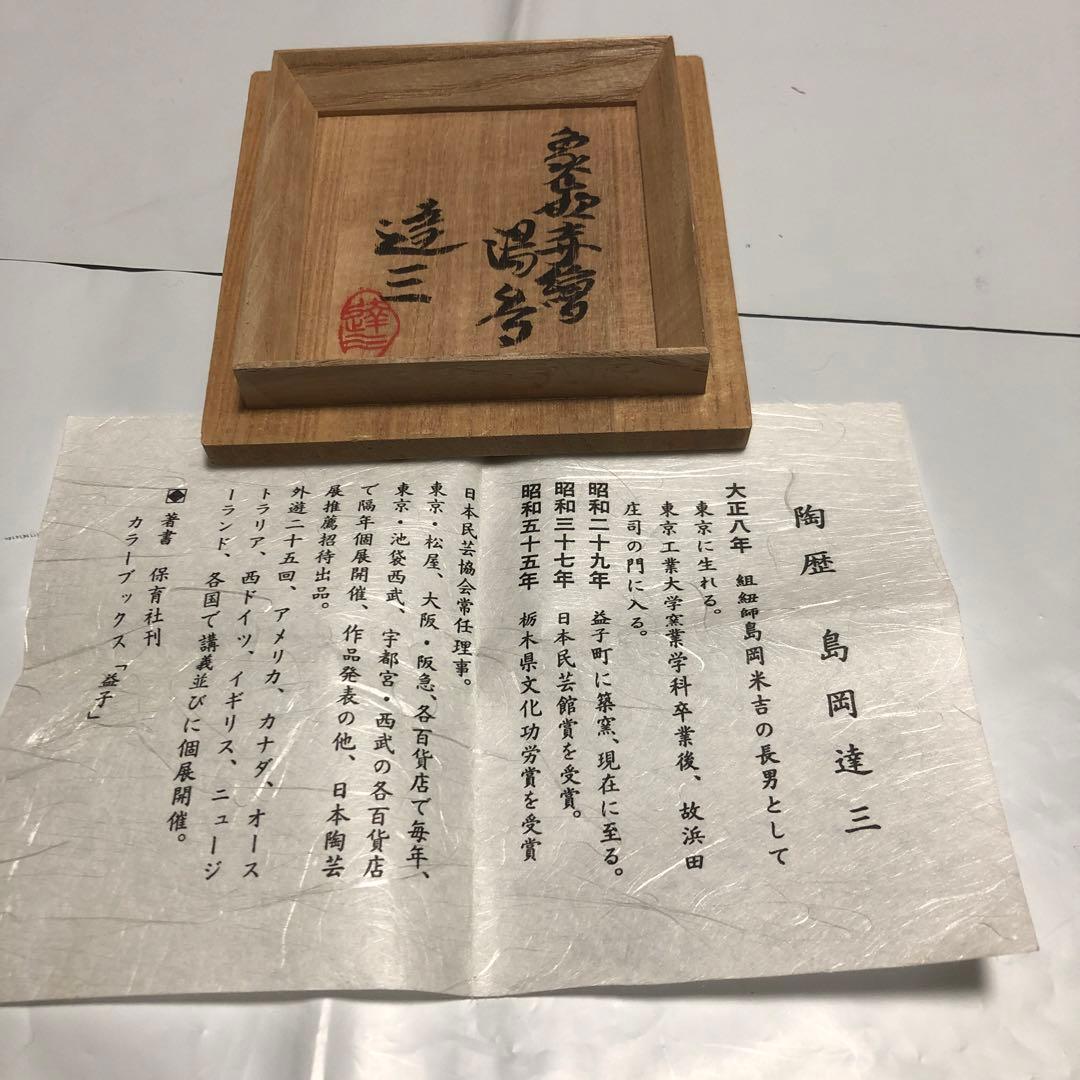 象嵌赤繪
湯呑
達三
達三
陶歴 島岡達三
大正八年 組紐師島岡米吉の長男として
東京に生れる。
東京工業大学窯業学科卒業後、故浜田
庄司の門に入る。
昭和二十九年 益子町に築窯、現在に至る。
昭和三十七年 日本民芸館賞を受賞。
昭和五十五年 栃木県文化功労賞を受賞
日本民芸協会常任理事。
東京・松屋、大阪・阪急、各百貨店で毎年、
東京・池袋西武、宇都宮・西武の各百貨店
で隔年個展開催、作品発表の他、日本陶芸
展推薦招待出品。
外遊二十五回、アメリカ、カナダ、オース
トラリア、西ドイツ、イギリス、ニュージ
ーランド、各国で講義並びに個展開催。
著書 保育社刊
カラーブックス「益子」